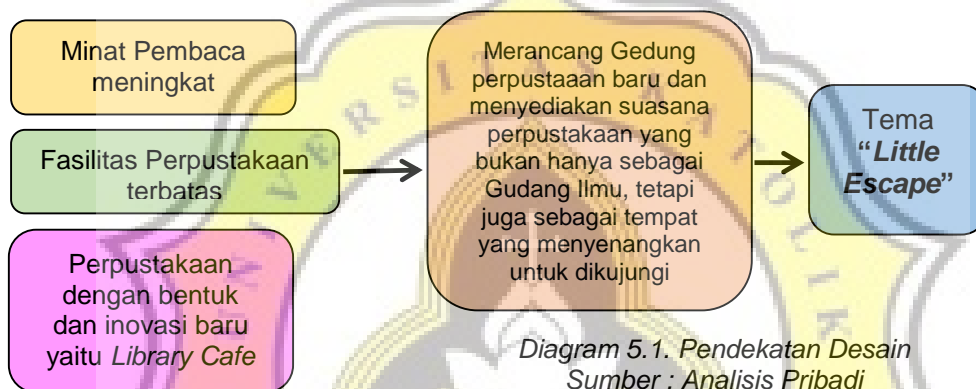 Minat Pembaca
meningkat
Fasilitas Perpustakaan
terbatas
Perpustakaan
dengan bentuk
dan inovasi baru
yaitu Library Cafe
Merancang Gedung
perpustaaan baru dan
menyediakan suasana
perpustakaan yang
bukan hanya sebagai
Gudang Ilmu, tetapi
juga sebagai tempat
yang menyenangkan
untuk dikujungi
Tema
“Little
Escape”
Diagram 5.1. Pendekatan Desain
Sumber : Analisis Pribadi
UNIVERSITAS KATOLIK